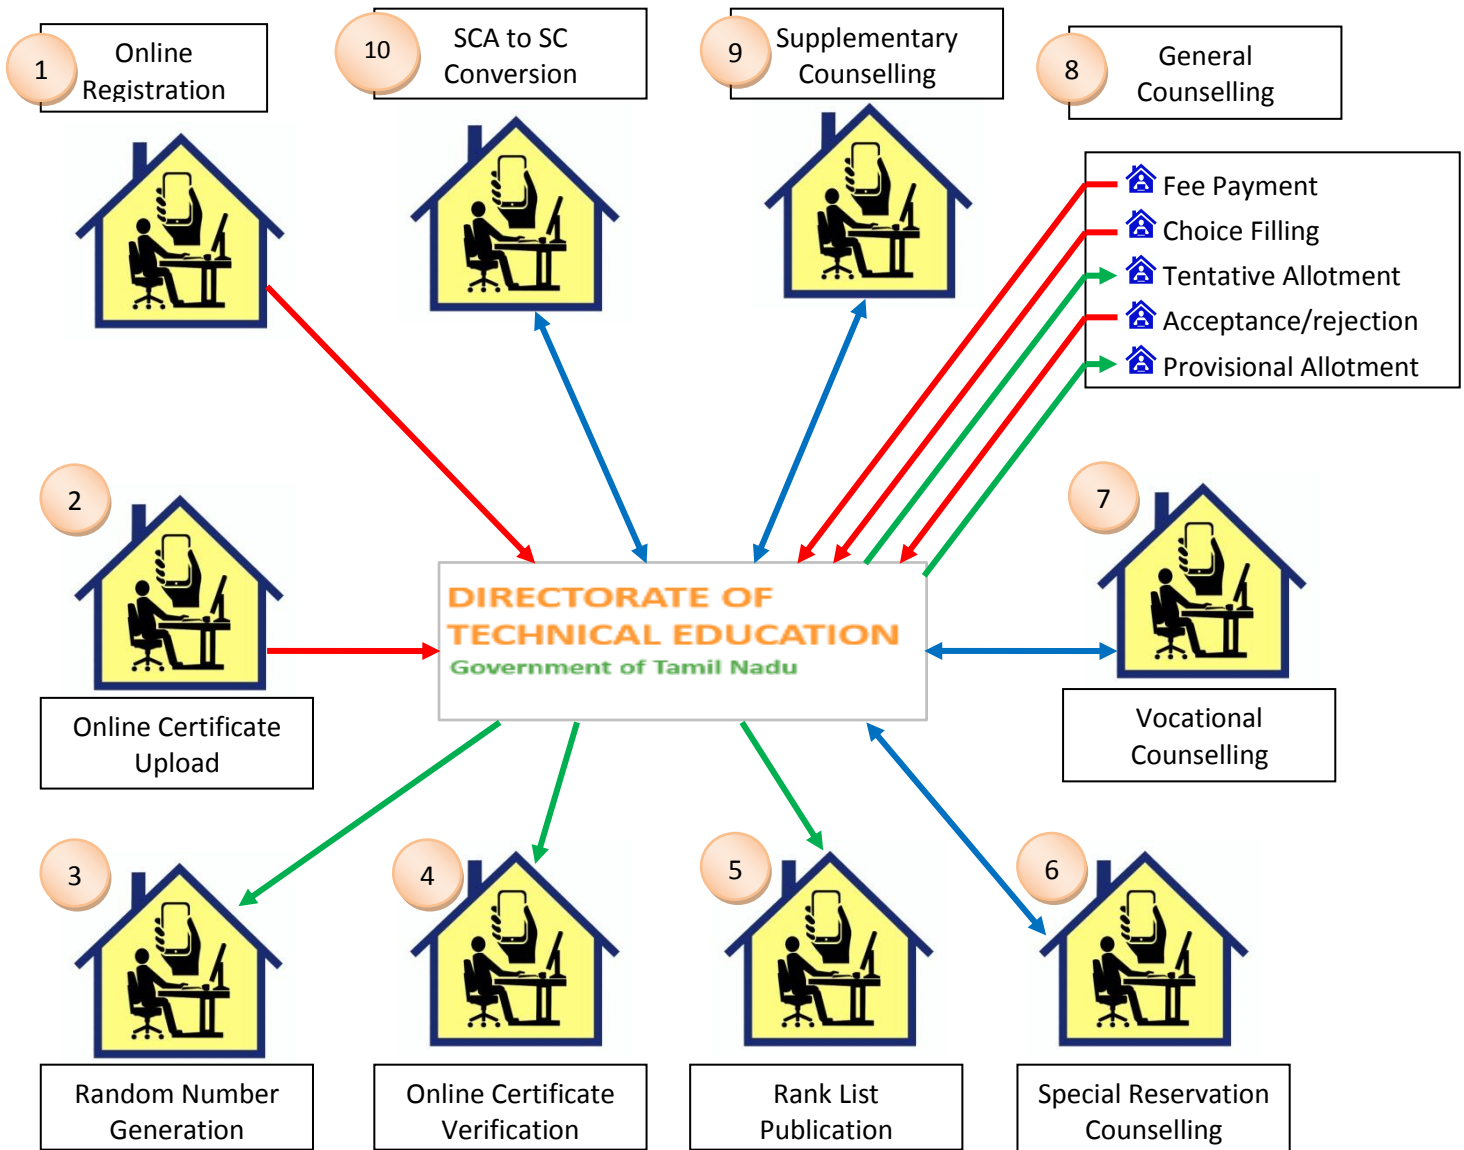 1
Online
Registration
10
SCA to SC
Conversion
9
Supplementary
Counselling
8
General
Counselling
Fee Payment
Choice Filling
Tentative Allotment
Acceptance/rejection
Provisional Allotment
2
Online Certificate
Upload
DIRECTORATE OF
TECHNICAL EDUCATION
Government of Tamil Nadu
7
Vocational
Counselling
3
Random Number
Generation
4
Online Certificate
Verification
5
Rank List
Publication
6
Special Reservation
Counselling